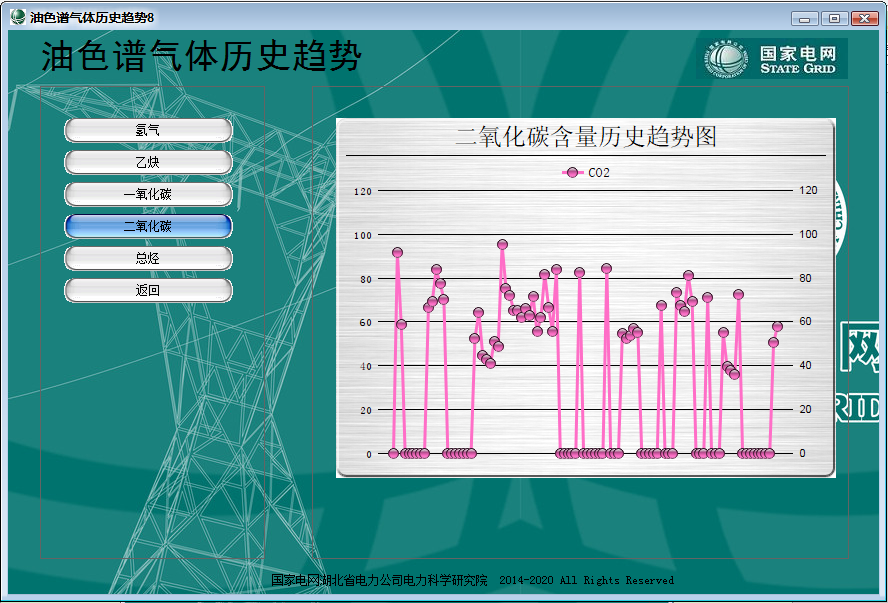 油色谱气体历史趋势8
油色谱气体历史趋势
国家电网
STATE GRID
氢气
乙炔
一氧化碳
二氧化碳
总烃
返回
二氧化碳含量历史趋势图
CO2
120 120
100 100
80 80
60 60
40 40
20 20
0 0
网
RID
国家电网湖北省电力公司电力科学研究院 2014-2020 All Rights Reserved